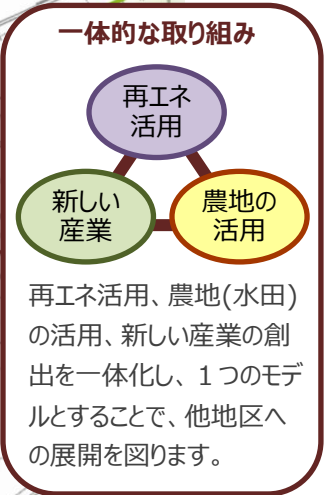 一体的な取り組み
再エネ
活用
新しい
産業
農地の
活用
再エネ活用、農地(水田)
の活用、新しい産業の創
出を一体化し、１つのモデ
ルとすることで、他地区へ
の展開を図ります。